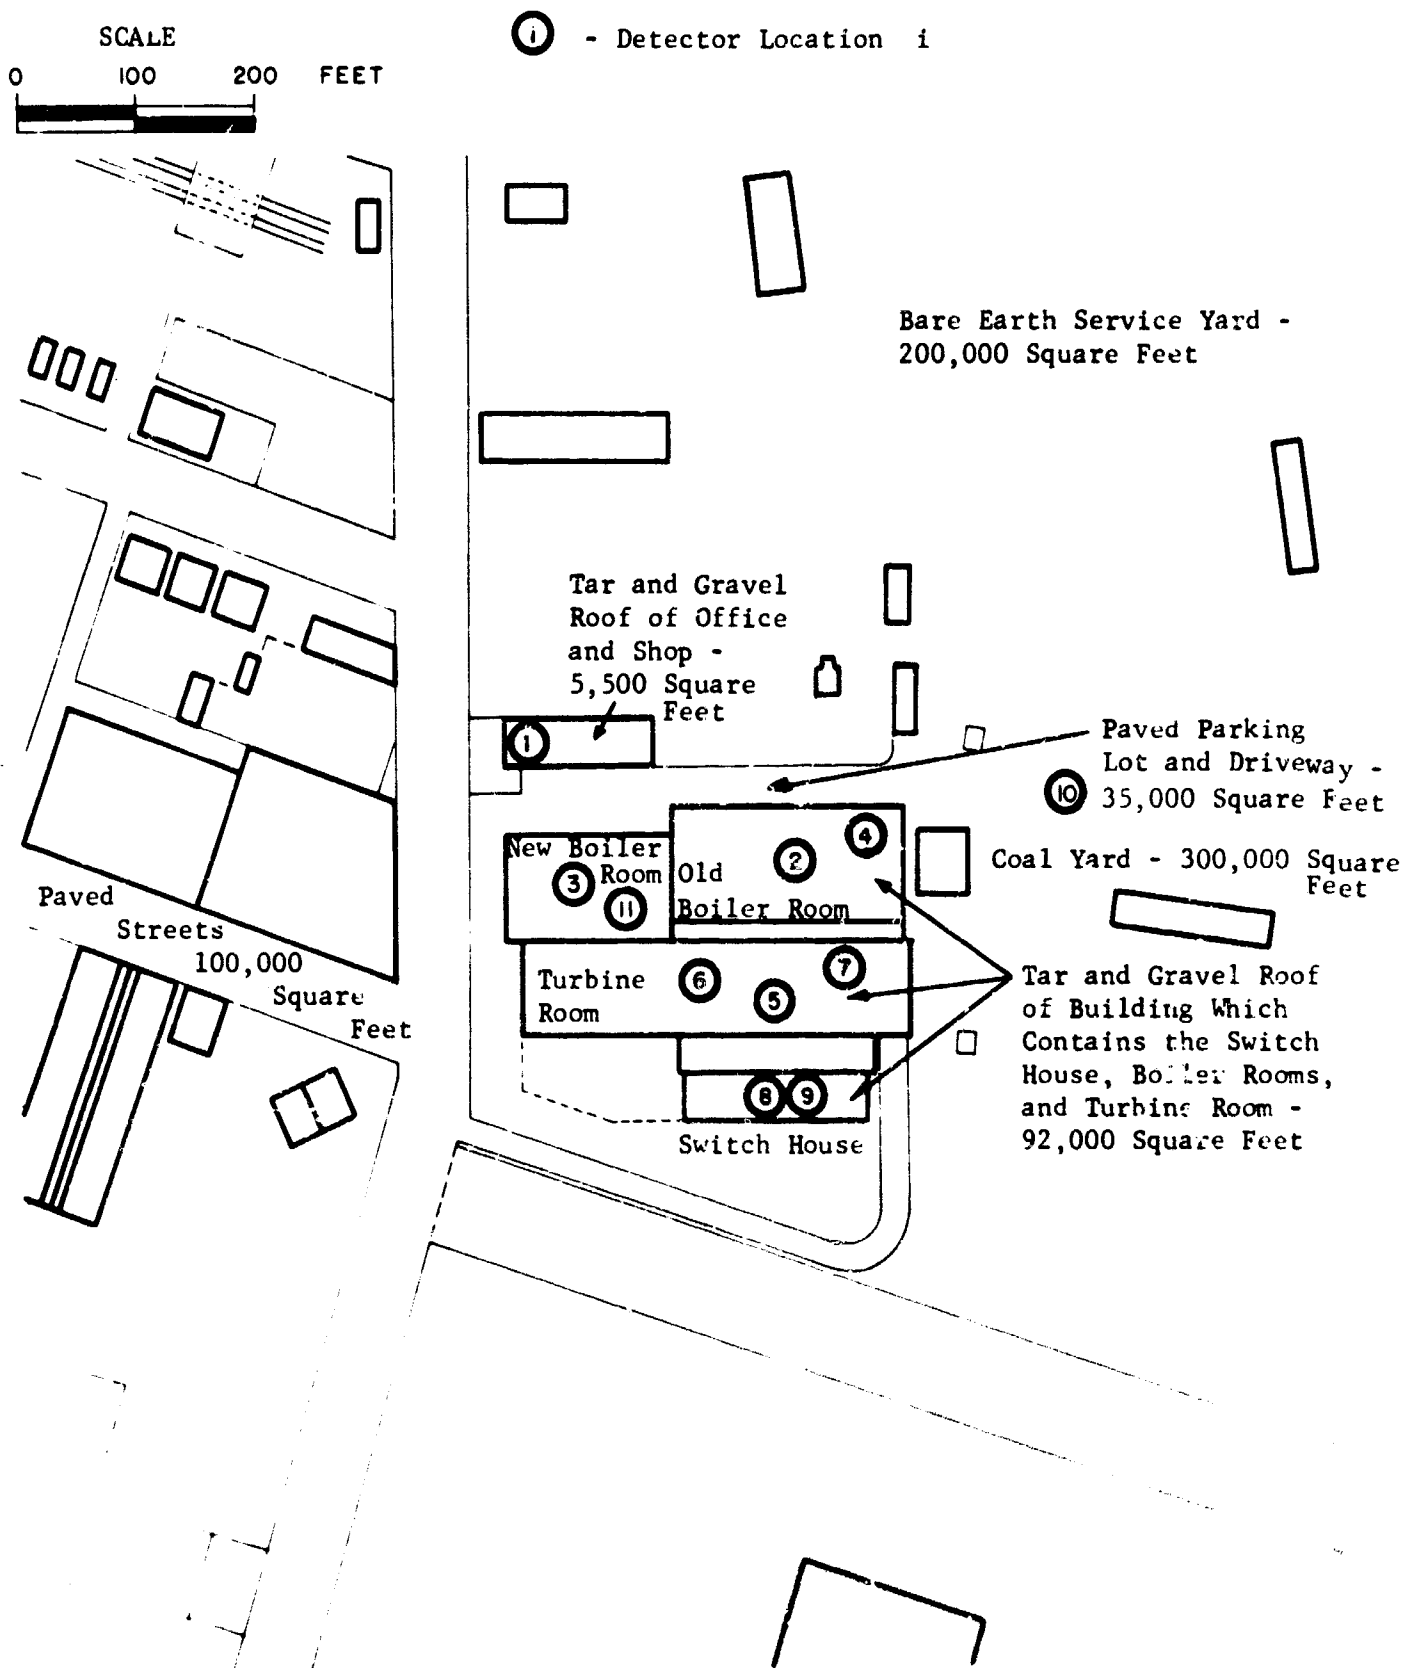 SCALE
0 100 200 FEET
i - Detector Location i
Bare Earth Service Yard -
200,000 Square Feet
Tar and Gravel
Roof of Office
and Shop -
5,500 Square
Feet
1
Paved Parking
Lot and Driveway -
35,000 Square Feet
10
4
2
New Boiler
Room
3
11
Old
Boiler Room
Coal Yard - 300,000 Square
Feet
Paved
Streets
100,000
Square
Feet
Turbine
Room
6
5
7
Tar and Gravel Roof
of Building Which
Contains the Switch
House, Boiler Rooms,
and Turbine Room -
92,000 Square Feet
8 9
Switch House